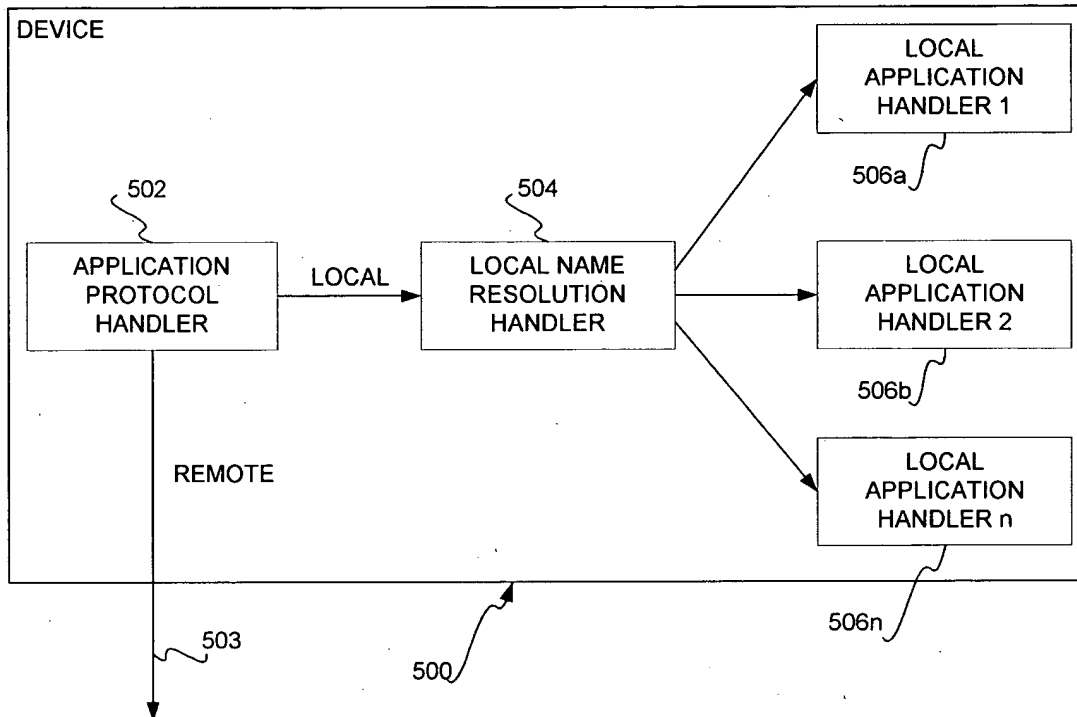 DEVICE
LOCAL
APPLICATION
HANDLER 1
506a
502
504
APPLICATION
PROTOCOL
HANDLER
LOCAL
LOCAL NAME
RESOLUTION
HANDLER
LOCAL
APPLICATION
HANDLER 2
506b
REMOTE
LOCAL
APPLICATION
HANDLER n
506n
503
500